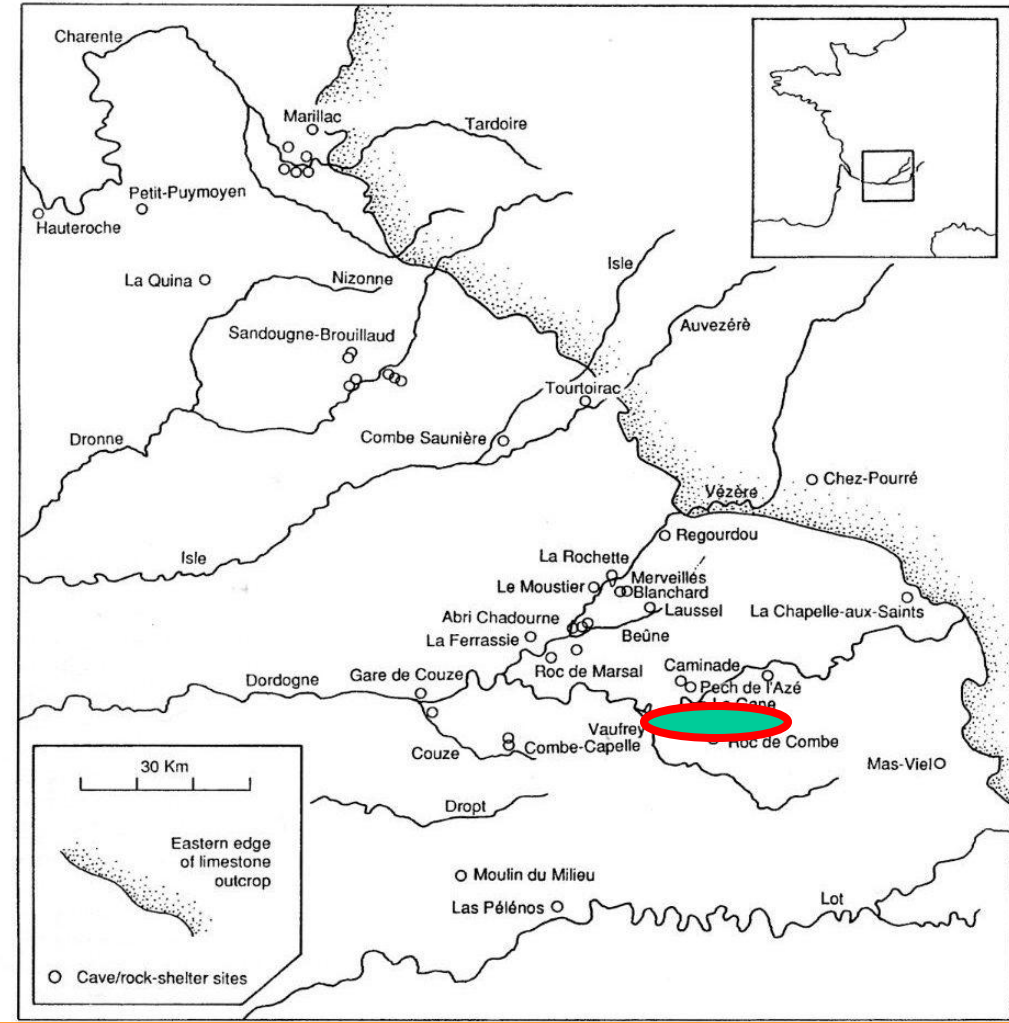 Charente
Marillac
Tardoire
Petit-Puymoyen
Hauteroche
La Quina
Nizonne
Isle
Sandougne-Brouillaud
Auvezérè
Tourtoirac
Dronne
Combe Saunière
Chez-Pourré
Vézère
Isle
Regourdou
La Rochette
Merveillés
Le Moustier
Blanchard
Laussel
La Chapelle-aux-Saints
Abri Chadourne
La Ferrassie
Beûne
Roc de Marsal
Caminade
Gare de Couze
Dordogne
Pech de l'Azé
Vaufrey
Couze
Combe-Capelle
Roc de Combe
Mas-Viel
30 Km
Dropt
Eastern edge
of limestone
outcrop
Moulin du Milieu
Las Pélénos
Lot
Cave/rock-shelter sites